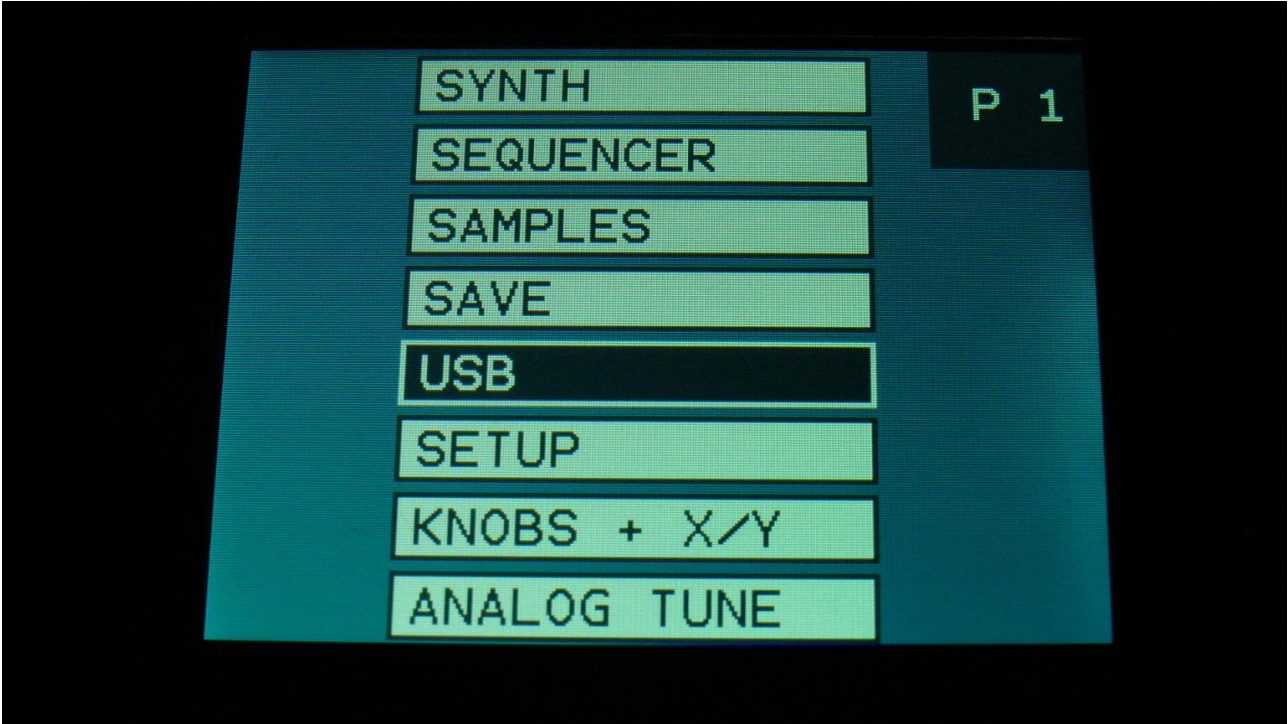 SYNTH
P 1
SEQUENCER
SAMPLES
SAVE
USB
SETUP
KNOBS + X/Y
ANALOG TUNE